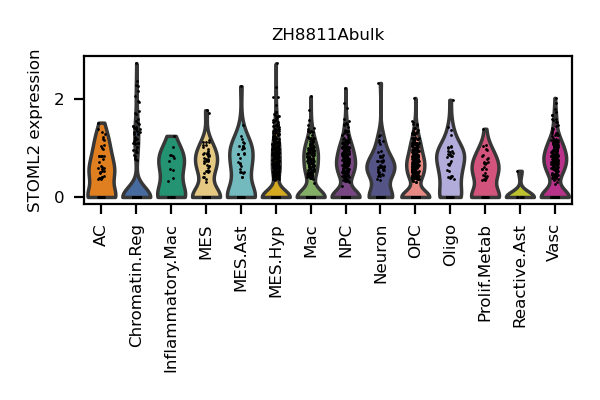 ZH8811Abulk
STOML2 expression
2
0
AC
Chromatin.Reg
Inflammatory.Mac
MES
MES.Ast
MES.Hyp
Mac
NPC
Neuron
OPC
Oligo
Prolif.Metab
Reactive.Ast
Vasc